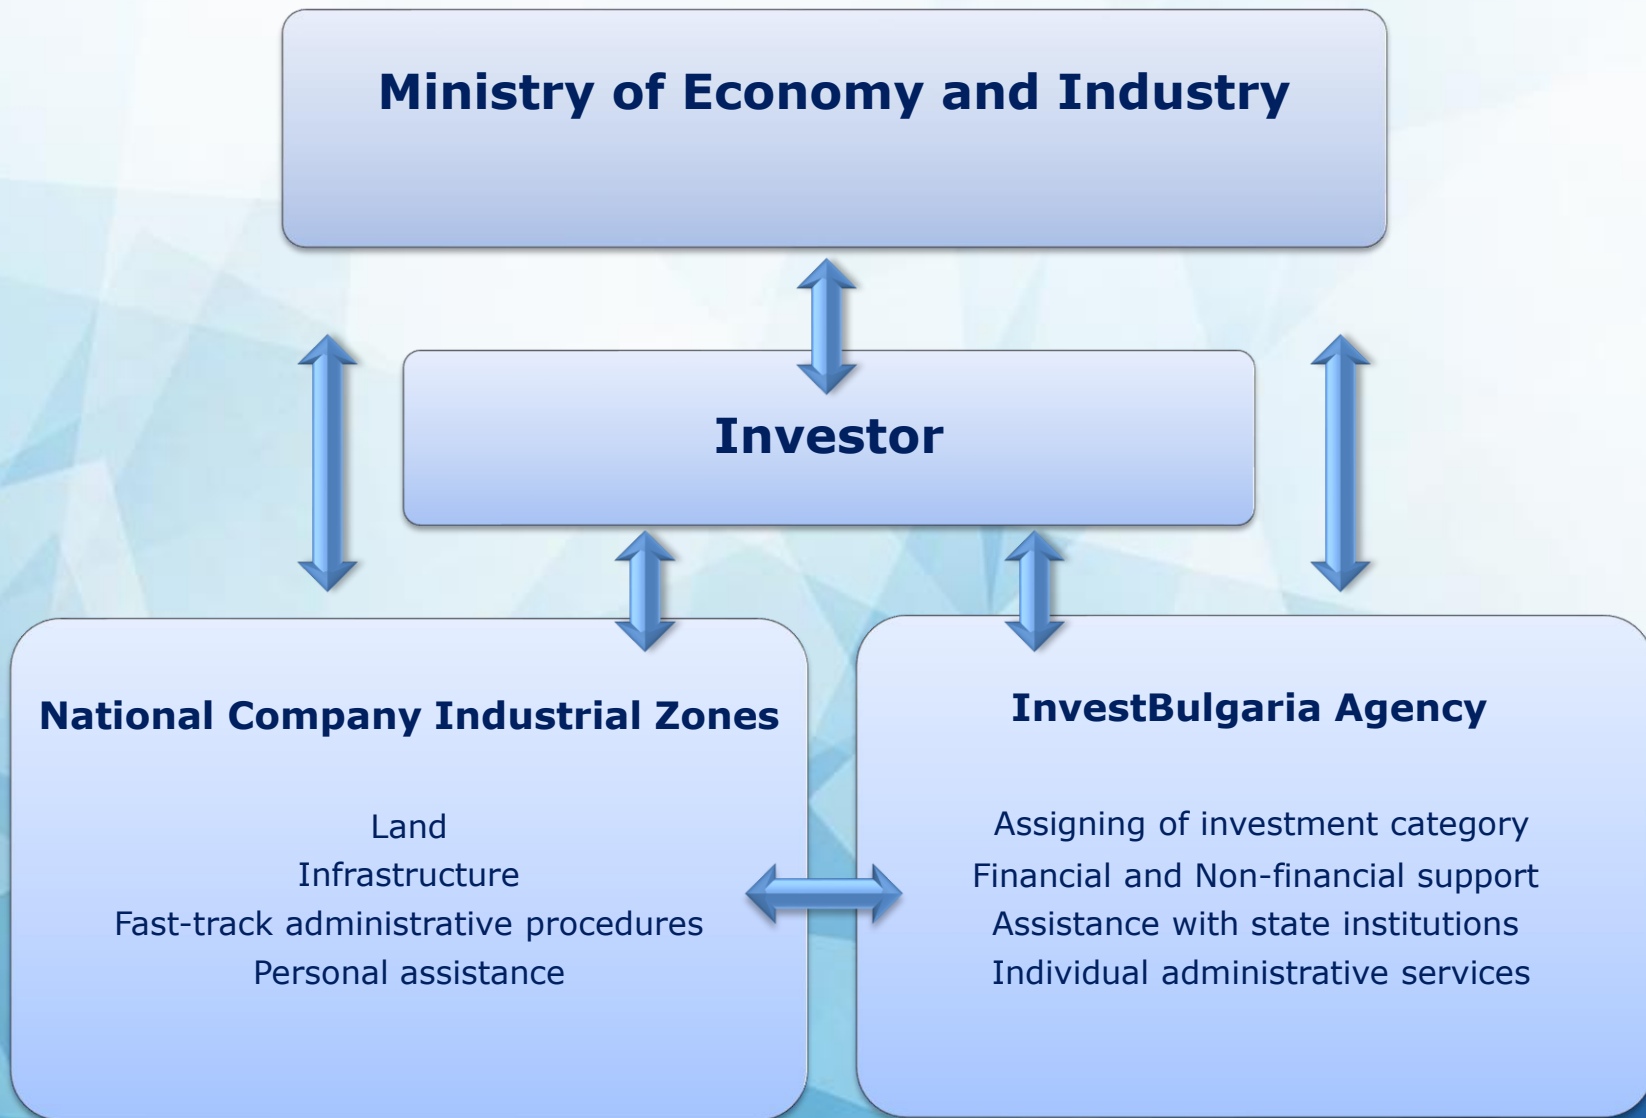 Ministry of Economy and Industry
Investor
National Company Industrial Zones
Land
Infrastructure
Fast-track administrative procedures
Personal assistance
InvestBulgaria Agency
Assigning of investment category
Financial and Non-financial support
Assistance with state institutions
Individual administrative services